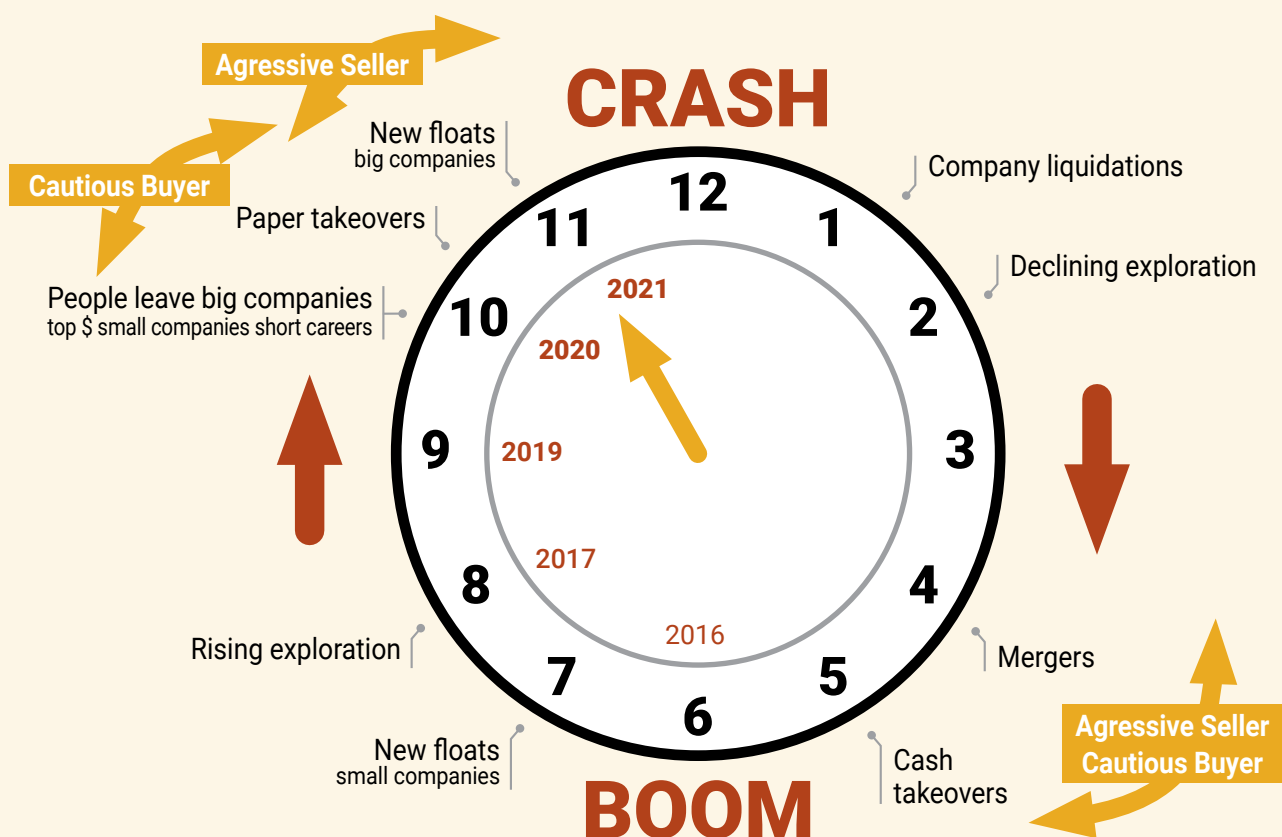 Agressive Seller
CRASH
New floats
big companies
Company liquidations
Cautious Buyer
Paper takeovers
Declining exploration
People leave big companies
top $ small companies short careers
12
1
2
3
4
5
6
7
8
9
10
11
2021
2020
2019
2017
2016
Rising exploration
Mergers
New floats
small companies
Cash
takeovers
Agressive Seller
Cautious Buyer
BOOM